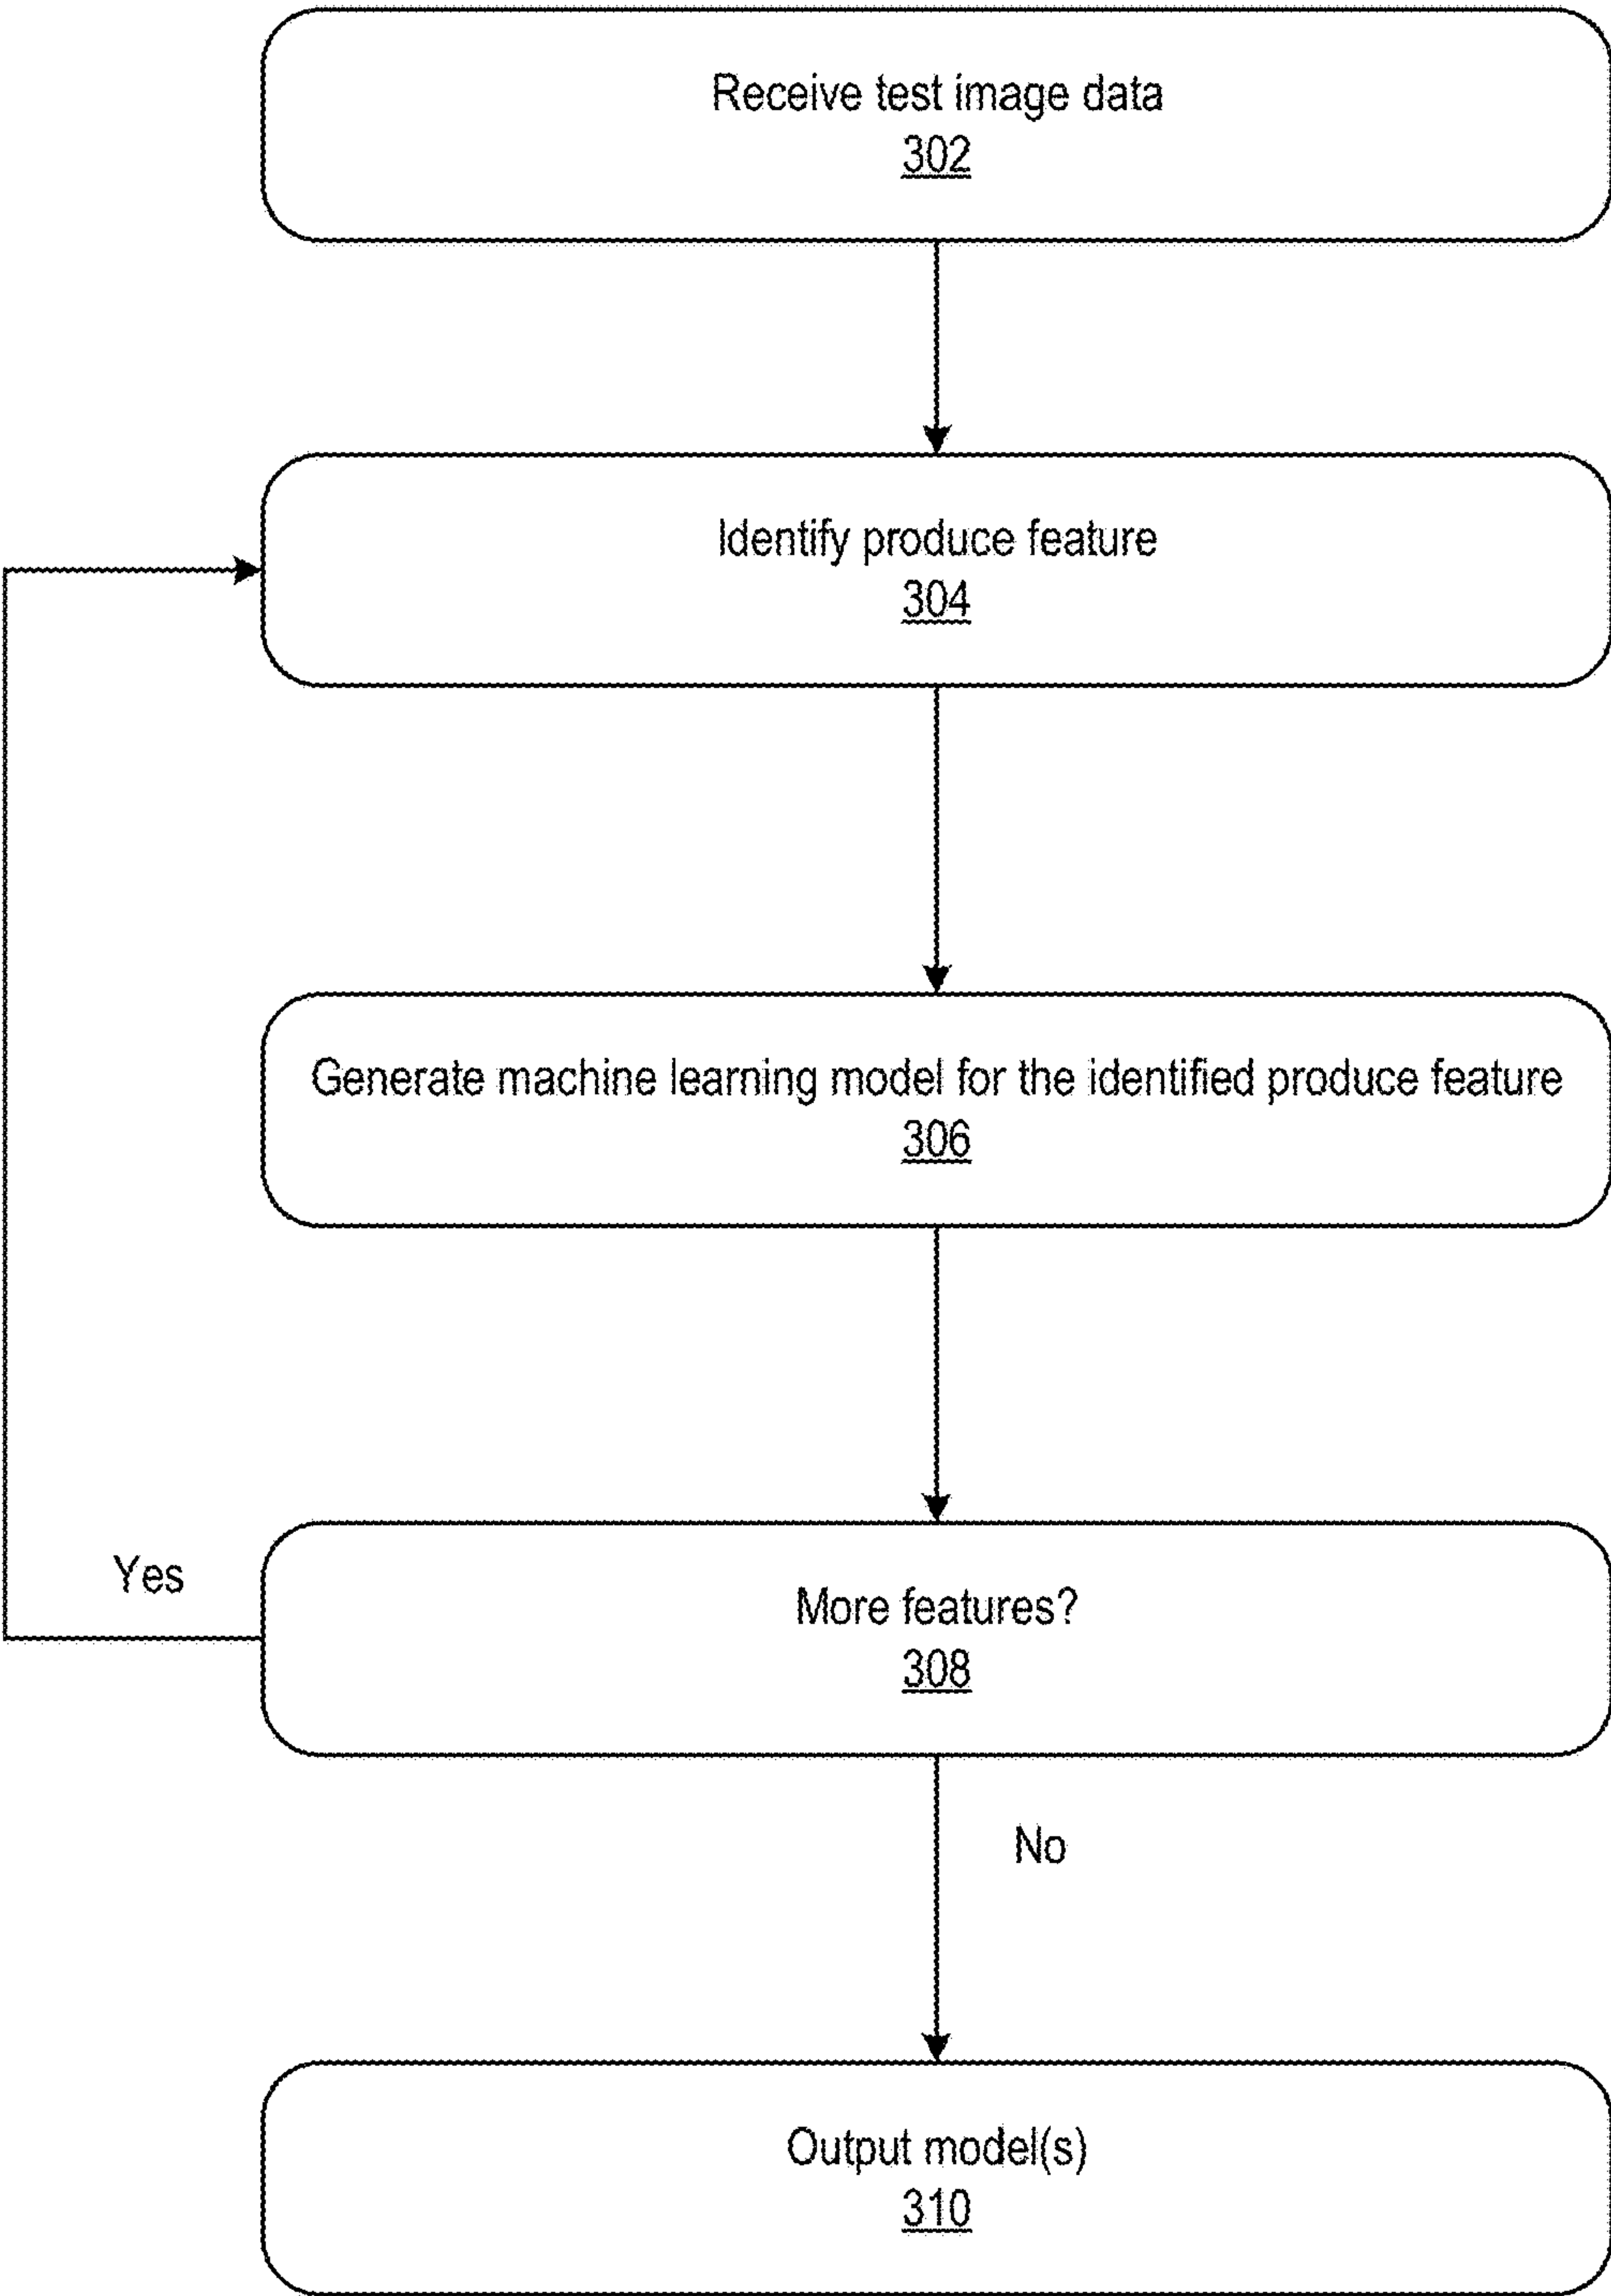 Receive test image data
302
Identify produce feature
304
Generate machine learning model for the identified produce feature
306
Yes
More features?
308
No
Output model(s)
310